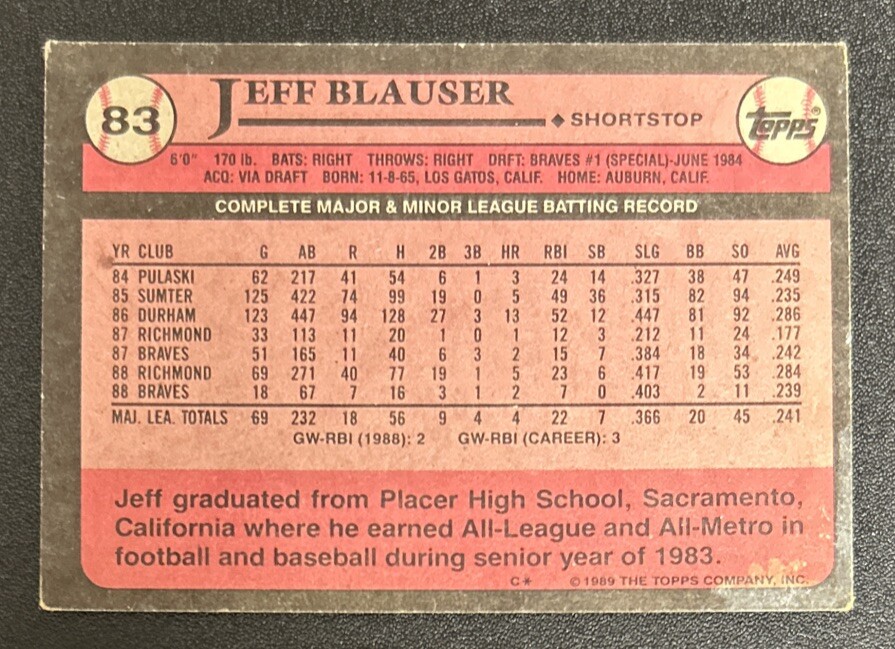 83
JEFF BLAUSER
◆ SHORTSTOP
topps®
6'0" 170 lb. BATS: RIGHT THROWS: RIGHT DRFT: BRAVES #1 (SPECIAL)-JUNE 1984
ACQ: VIA DRAFT BORN: 11-8-65, LOS GATOS, CALIF. HOME: AUBURN, CALIF.
COMPLETE MAJOR & MINOR LEAGUE BATTING RECORD
YR CLUB G AB R H 2B 3B HR RBI SB SLG BB SO AVG
84 PULASKI 62 217 41 54 6 1 3 24 14 .327 38 47 .249
85 SUMTER 125 422 74 99 19 0 5 49 36 .315 82 94 .235
86 DURHAM 123 447 94 128 27 3 13 52 12 .447 81 92 .286
87 RICHMOND 33 113 11 20 1 0 1 12 3 .212 11 24 .177
87 BRAVES 51 165 11 40 6 3 2 15 7 .384 18 34 .242
88 RICHMOND 69 271 40 77 19 1 5 23 6 .417 19 53 .284
88 BRAVES 18 67 7 16 3 1 2 7 0 .403 2 11 .239
MAJ. LEA. TOTALS 69 232 18 56 9 4 4 22 7 .366 20 45 .241
GW-RBI (1988): 2 GW-RBI (CAREER): 3
Jeff graduated from Placer High School, Sacramento,
California where he earned All-League and All-Metro in
football and baseball during senior year of 1983.
C* ©1989 THE TOPPS COMPANY, INC.